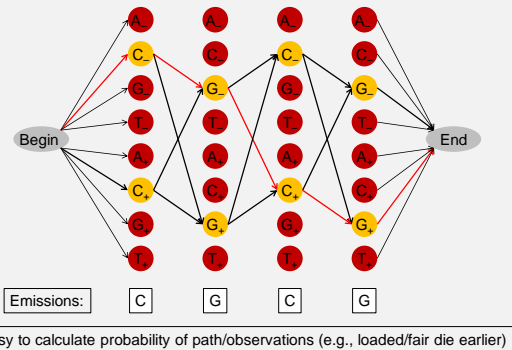 A₋ A₋ A₋ A₋
C₋ C₋ C₋ C₋
G₋ G₋ G₋ G₋
T₋ T₋ T₋ T₋
Begin End
A₊ A₊ A₊ A₊
C₊ C₊ C₊ C₊
G₊ G₊ G₊ G₊
T₊ T₊ T₊ T₊
Emissions: C G C G
sy to calculate probability of path/observations (e.g., loaded/fair die earlier)